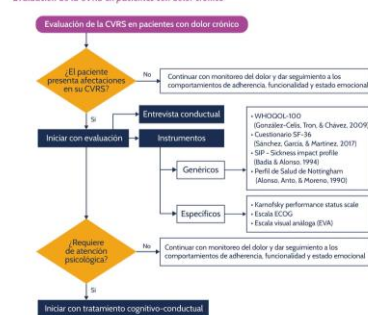 Evaluación de la CVRS en pacientes con dolor crónico
Evaluación de la CVRS en pacientes con dolor crónico
¿El paciente
presenta afectaciones
en su CVRS?
No
Continuar con monitoreo del dolor y dar seguimiento a los
comportamientos de adherencia, funcionalidad y estado emocional
Si
Entrevista conductual
Iniciar con evaluación
Instrumentos
Genéricos
• WHOQOL-100
(González-Celis, Tron, & Chávez, 2009)
• Cuestionario SF-36
(Sánchez, García, & Martínez, 2017)
• SIP - Sickness impact profile
(Badia & Alonso, 1994)
• Perfil de Salud de Nottingham
(Alonso, Anto, & Moreno, 1990)
Específicos
• Karnofsky performance status scale
• Escala ECOG
• Escala visual análoga (EVA)
¿Requiere
de atención
psicológica?
No
Continuar con monitoreo del dolor y dar seguimiento a los
comportamientos de adherencia, funcionalidad y estado emocional
Si
Iniciar con tratamiento cognitivo-conductual